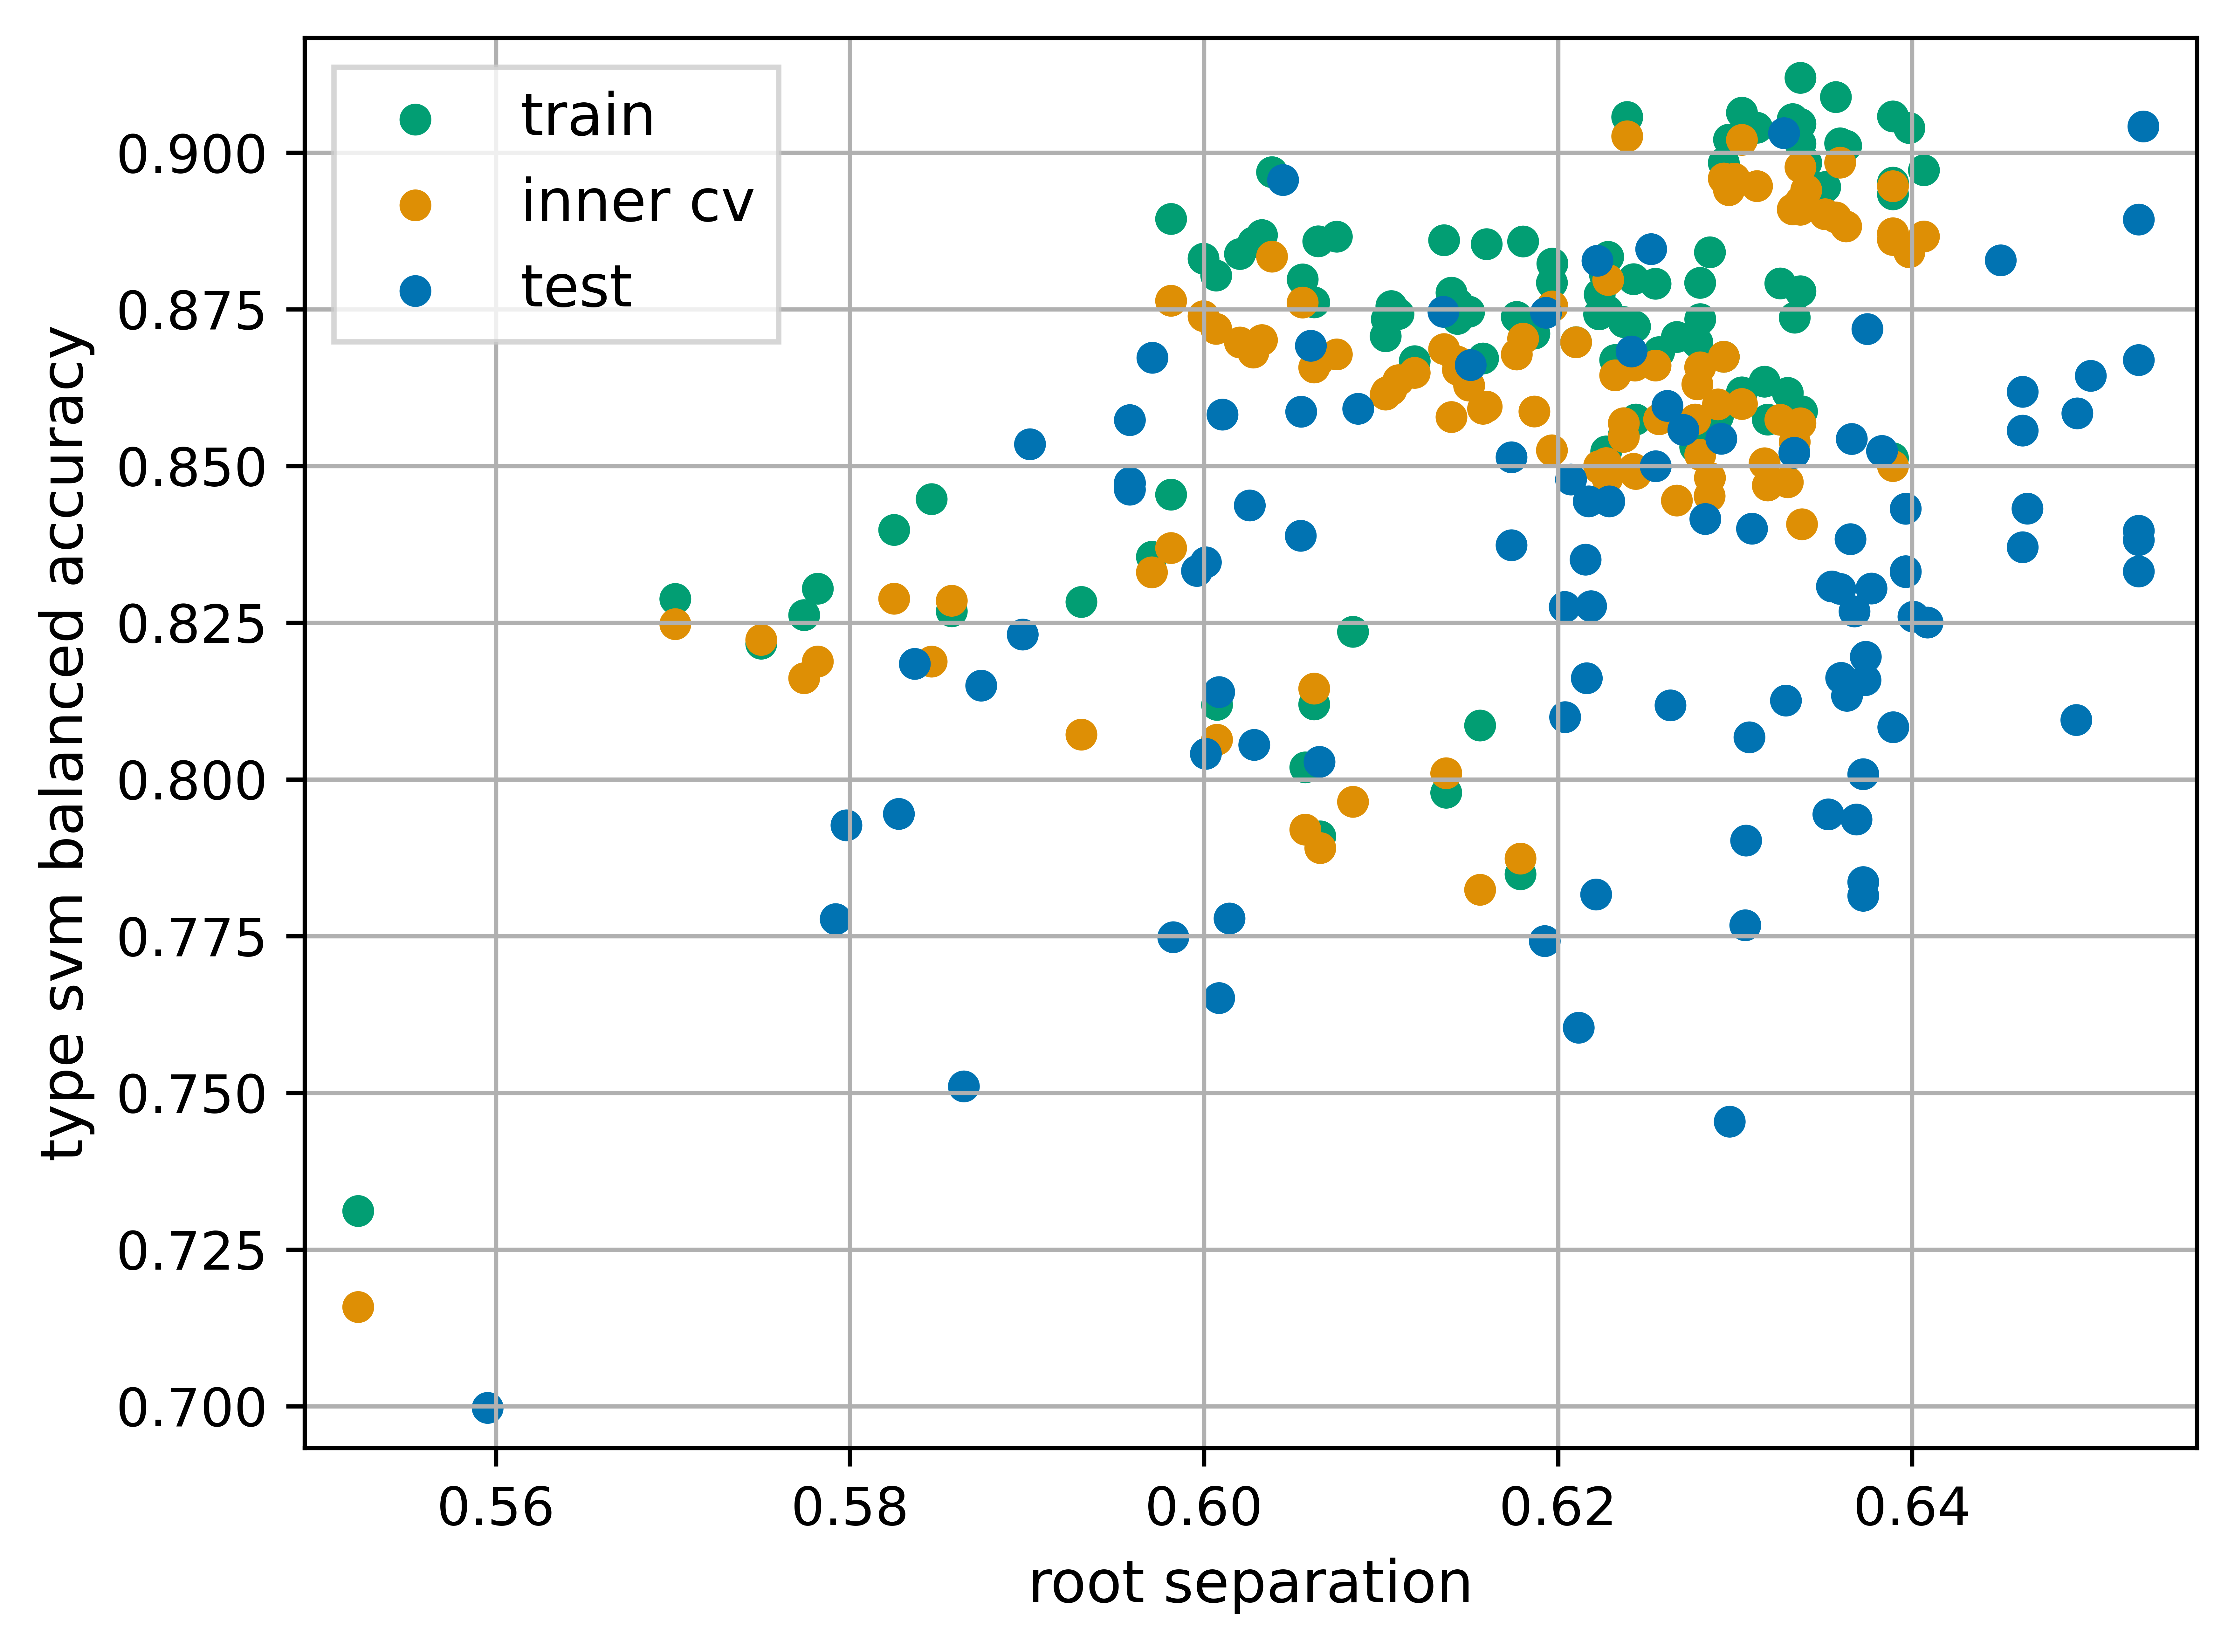 train
inner cv
test
0.900
0.875
0.850
0.825
0.800
0.775
0.750
0.725
0.700
type svm balanced accuracy
0.56 0.58 0.60 0.62 0.64
root separation